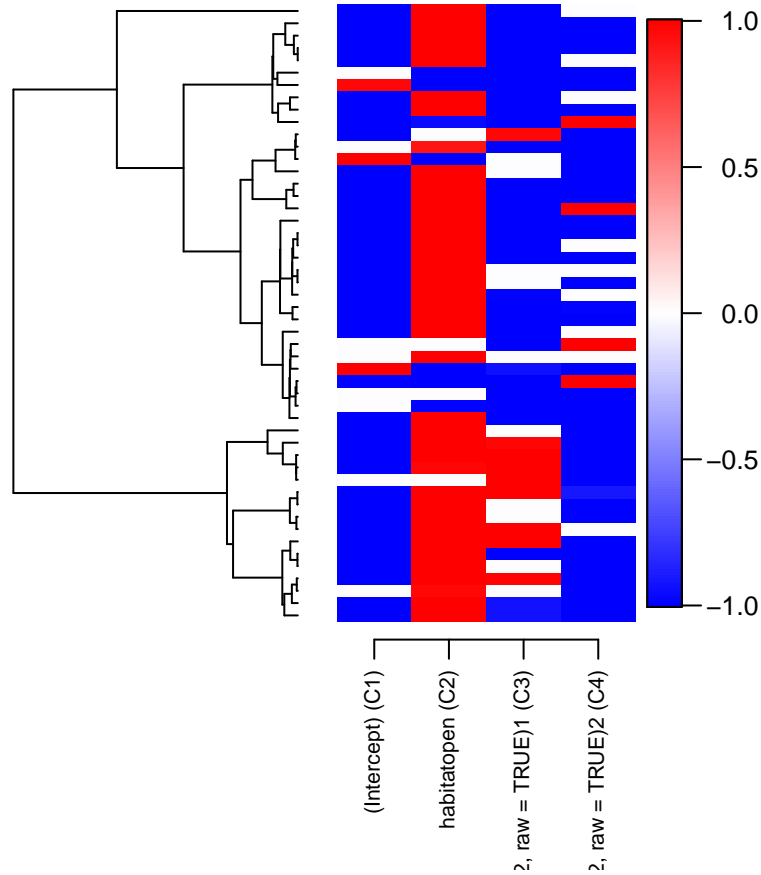 1.0
0.5
0.0
−0.5
−1.0
(Intercept) (C1)
habitatopen (C2)
2, raw = TRUE)1 (C3)
2, raw = TRUE)2 (C4)